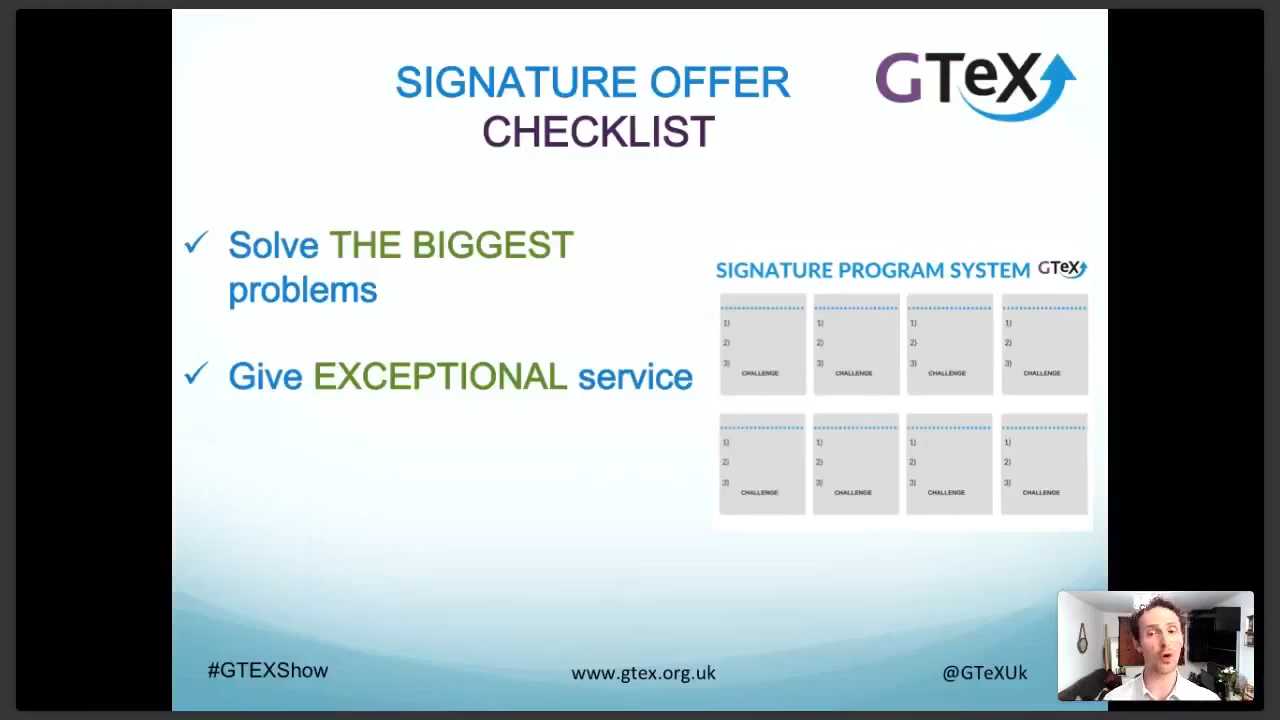 SIGNATURE OFFER
CHECKLIST
GTeX
Solve THE BIGGEST
problems
Give EXCEPTIONAL service
SIGNATURE PROGRAM SYSTEM GTeX
1) 1) 1) 1)
2) 2) 2) 2)
3) 3) 3) 3)
CHALLENGE CHALLENGE CHALLENGE CHALLENGE
1) 1) 1) 1)
2) 2) 2) 2)
3) 3) 3) 3)
CHALLENGE CHALLENGE CHALLENGE CHALLENGE
#GTEXShow www.gtex.org.uk @GTeXUk